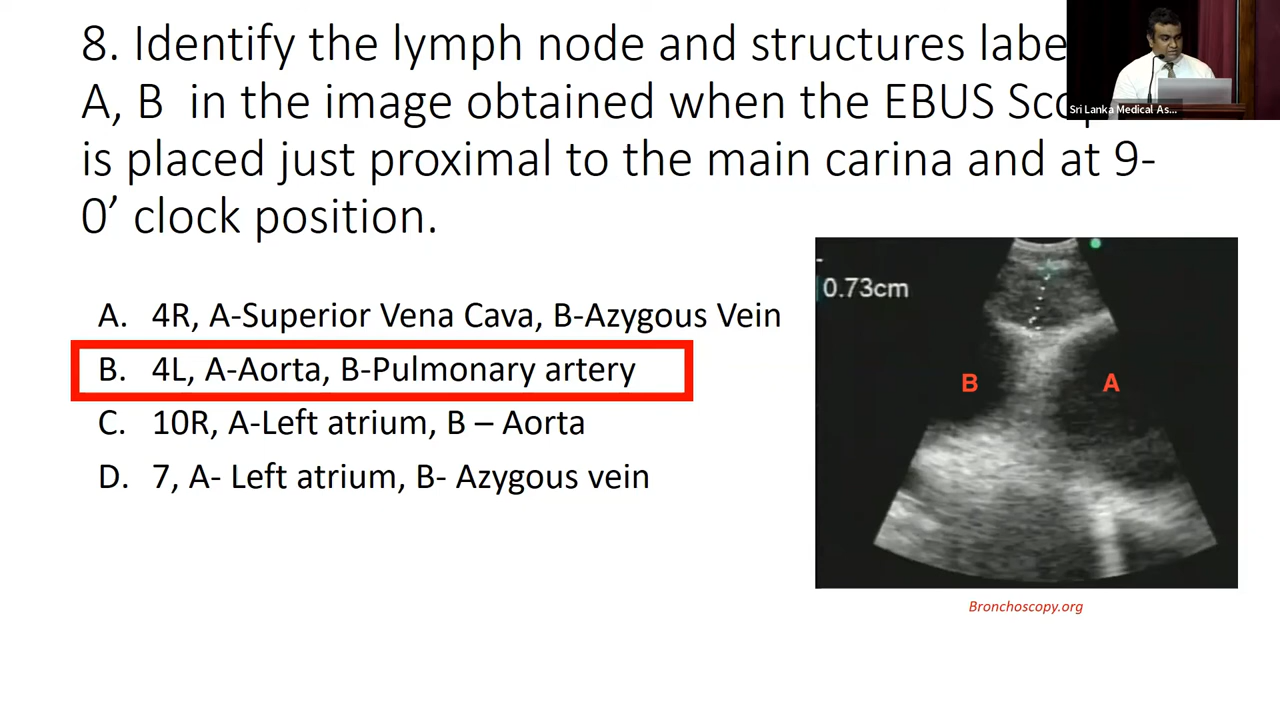 8. Identify the lymph node and structures labe
A, B in the image obtained when the EBUS Scop
is placed just proximal to the main carina and at 9-
0’ clock position.
Sri Lanka Medical As...
A. 4R, A-Superior Vena Cava, B-Azygous Vein
B. 4L, A-Aorta, B-Pulmonary artery
C. 10R, A-Left atrium, B – Aorta
D. 7, A- Left atrium, B- Azygous vein
0.73cm
B A
Bronchoscopy.org